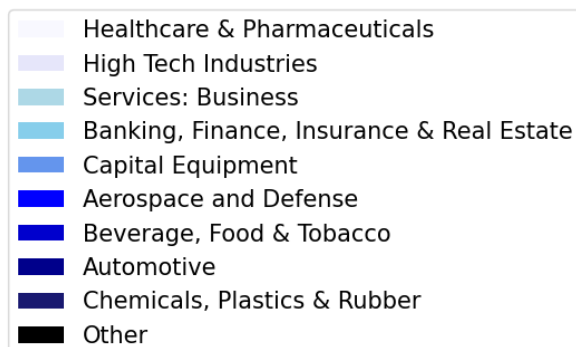 Healthcare & Pharmaceuticals
High Tech Industries
Services: Business
Banking, Finance, Insurance & Real Estate
Capital Equipment
Aerospace and Defense
Beverage, Food & Tobacco
Automotive
Chemicals, Plastics & Rubber
Other